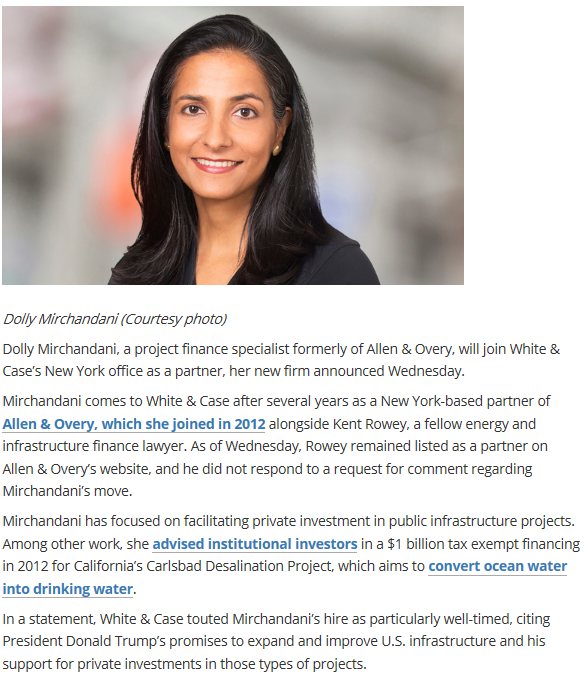 Dolly Mirchandani (Courtesy photo)
Dolly Mirchandani, a project finance specialist formerly of Allen & Overy, will join White &
Case’s New York office as a partner, her new firm announced Wednesday.
Mirchandani comes to White & Case after several years as a New York-based partner of
Allen & Overy, which she joined in 2012 alongside Kent Rowey, a fellow energy and
infrastructure finance lawyer. As of Wednesday, Rowey remained listed as a partner on
Allen & Overy’s website, and he did not respond to a request for comment regarding
Mirchandani’s move.
Mirchandani has focused on facilitating private investment in public infrastructure projects.
Among other work, she advised institutional investors in a $1 billion tax exempt financing
in 2012 for California’s Carlsbad Desalination Project, which aims to convert ocean water
into drinking water.
In a statement, White & Case touted Mirchandani’s hire as particularly well-timed, citing
President Donald Trump’s promises to expand and improve U.S. infrastructure and his
support for private investments in those types of projects.